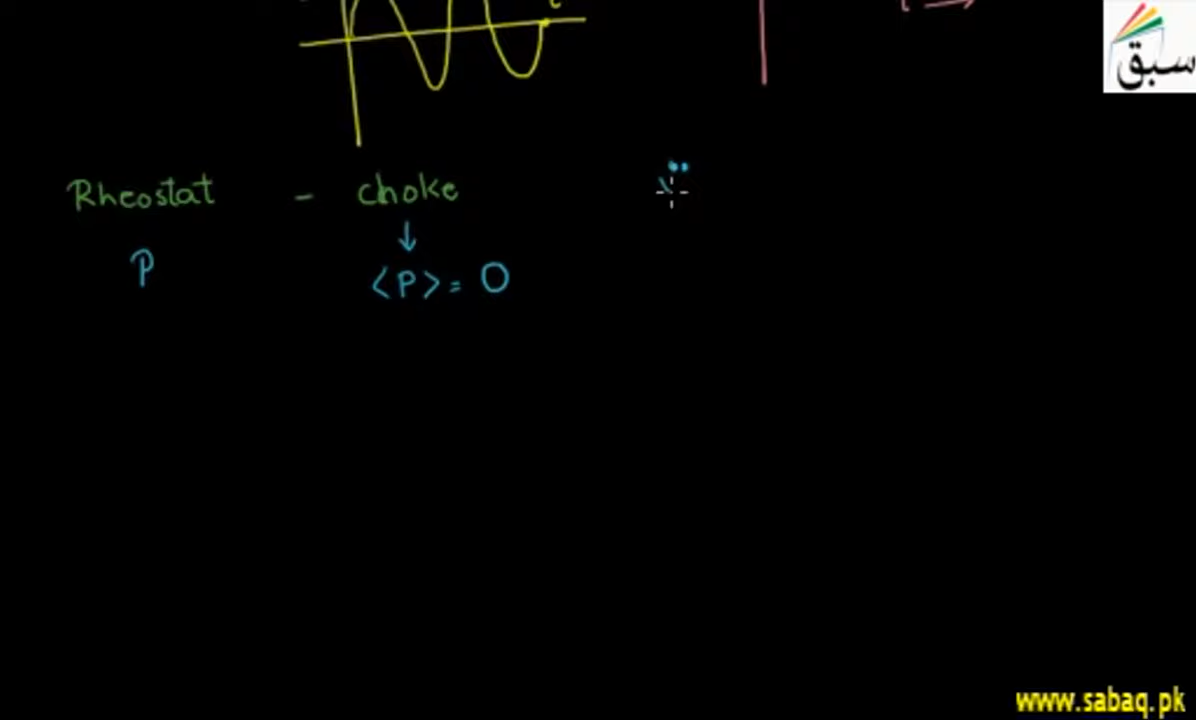 سبق
Rheostat - choke
↓
P <P> = 0
www.sabaq.pk